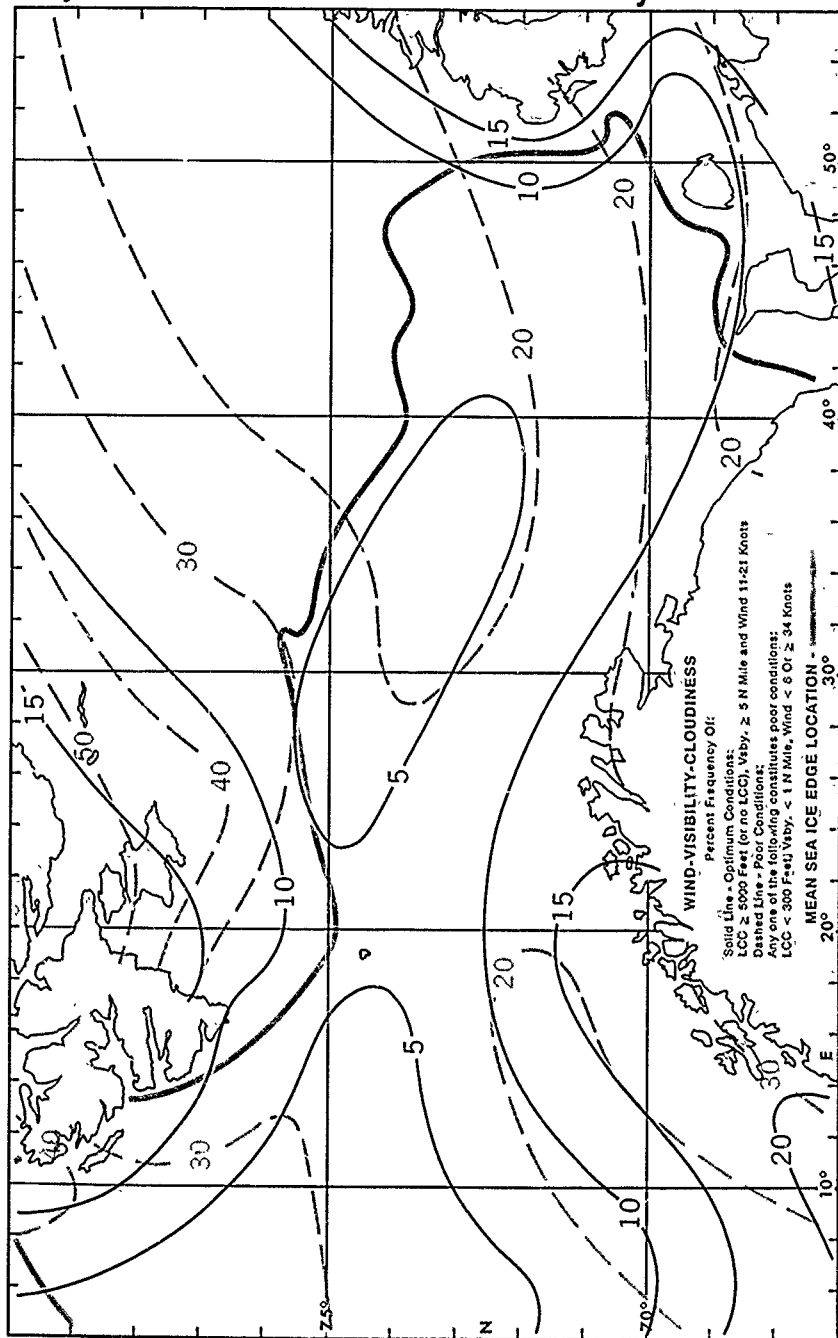 WIND-VISIBILITY-CLOUDINESS
Percent Frequency Of:
Solid Line - Optimum Conditions:
LCC ≥ 5000 Feet (or no LCC), Vsby. ≥ 5 N Mile and Wind 11-21 Knots
Dashed Line - Poor Conditions:
Any one of the following constitutes poor conditions:
LCC < 300 Feet, Vsby. < 1 N Mile, Wind < 6 Or ≥ 34 Knots
MEAN SEA ICE EDGE LOCATION -
40
30
15
50
40
30
10
15
10
5
5
20
20
20
15
10
20
30
20
15
75°
N
70°
10°
E
20°
30°
40°
50°